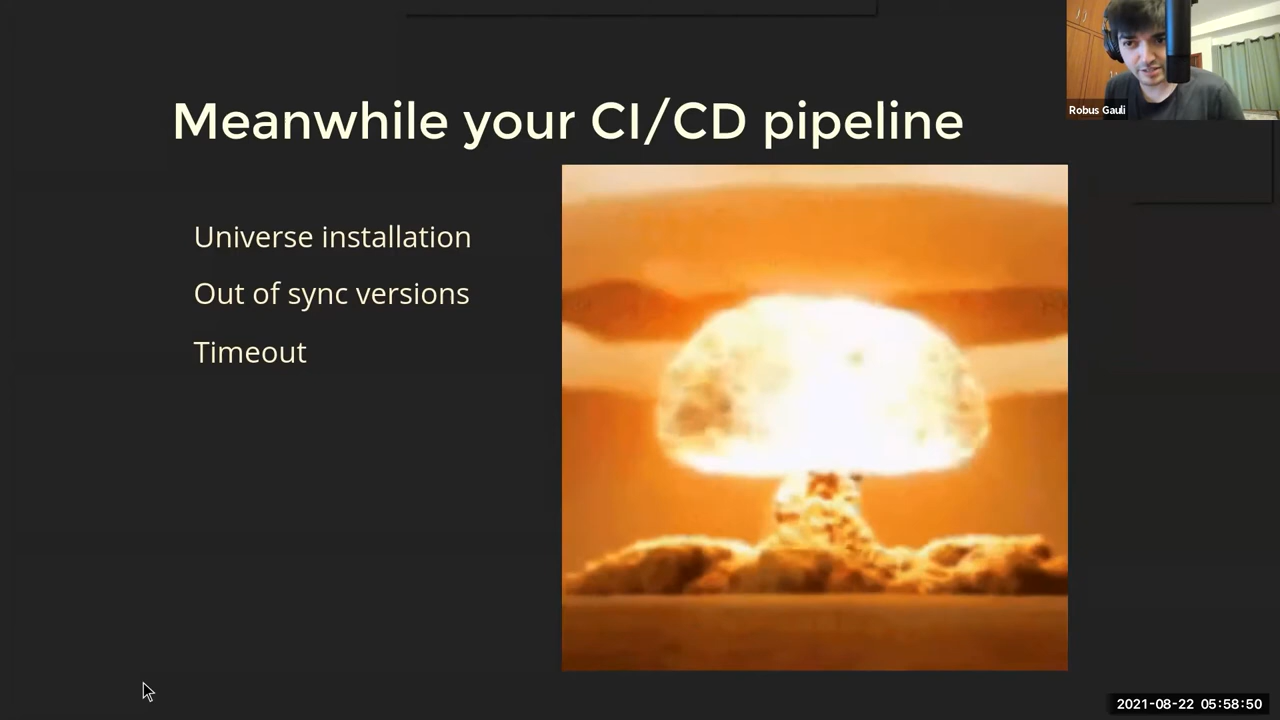 Meanwhile your CI/CD pipeline
Robus Gauli
Universe installation
Out of sync versions
Timeout
2021-08-22 05:58:50